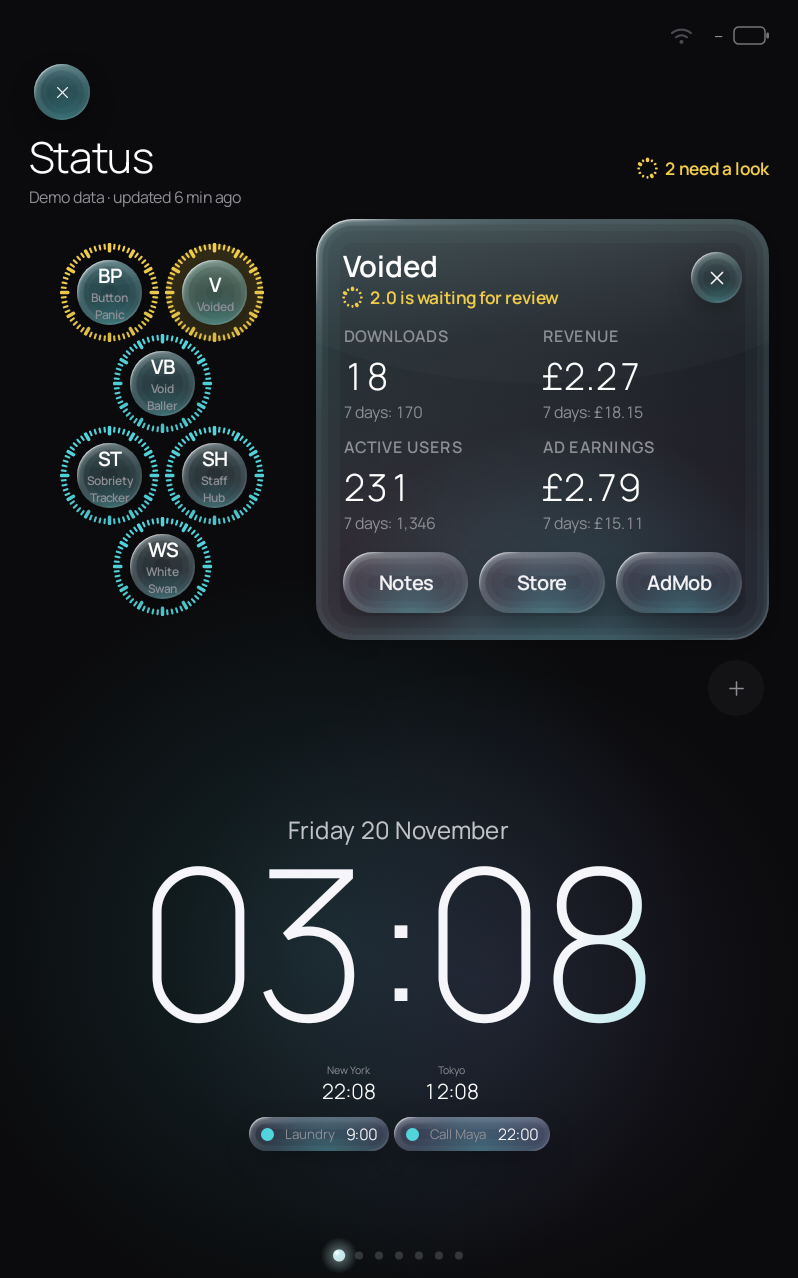 –
Status
Demo data · updated 6 min ago
2 need a look
BP
Button
Panic
V
Voided
VB
Void
Baller
ST
Sobriety
Tracker
SH
Staff
Hub
WS
White
Swan
Voided
2.0 is waiting for review
DOWNLOADS
18
7 days: 170
REVENUE
£2.27
7 days: £18.15
ACTIVE USERS
231
7 days: 1,346
AD EARNINGS
£2.79
7 days: £15.11
Notes
Store
AdMob
+
Friday 20 November
03:08
New York
22:08
Tokyo
12:08
Laundry 9:00
Call Maya 22:00